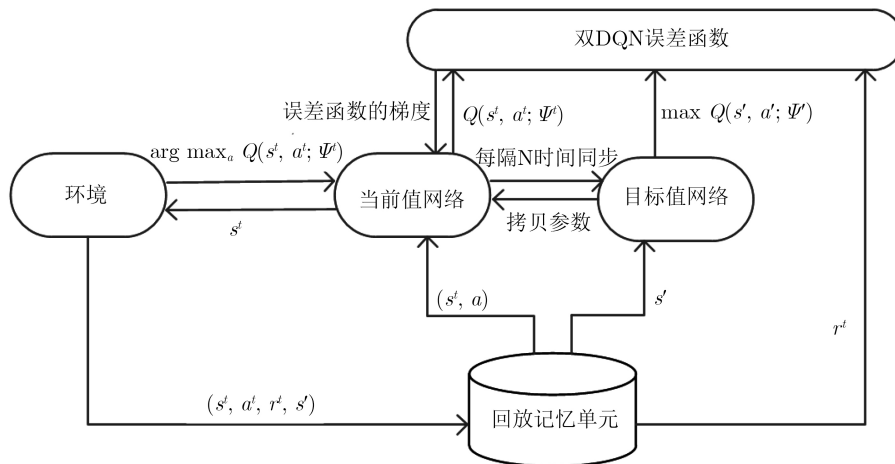 双DQN误差函数
误差函数的梯度
Q(sᵗ, aᵗ; Ψᵗ)
max Q(s′, a′; Ψ′)
arg maxₐ Q(sᵗ, aᵗ; Ψᵗ)
每隔N时间同步
环境
当前值网络
目标值网络
sᵗ
拷贝参数
(sᵗ, a)
s′
rᵗ
(sᵗ, aᵗ, rᵗ, s′)
回放记忆单元